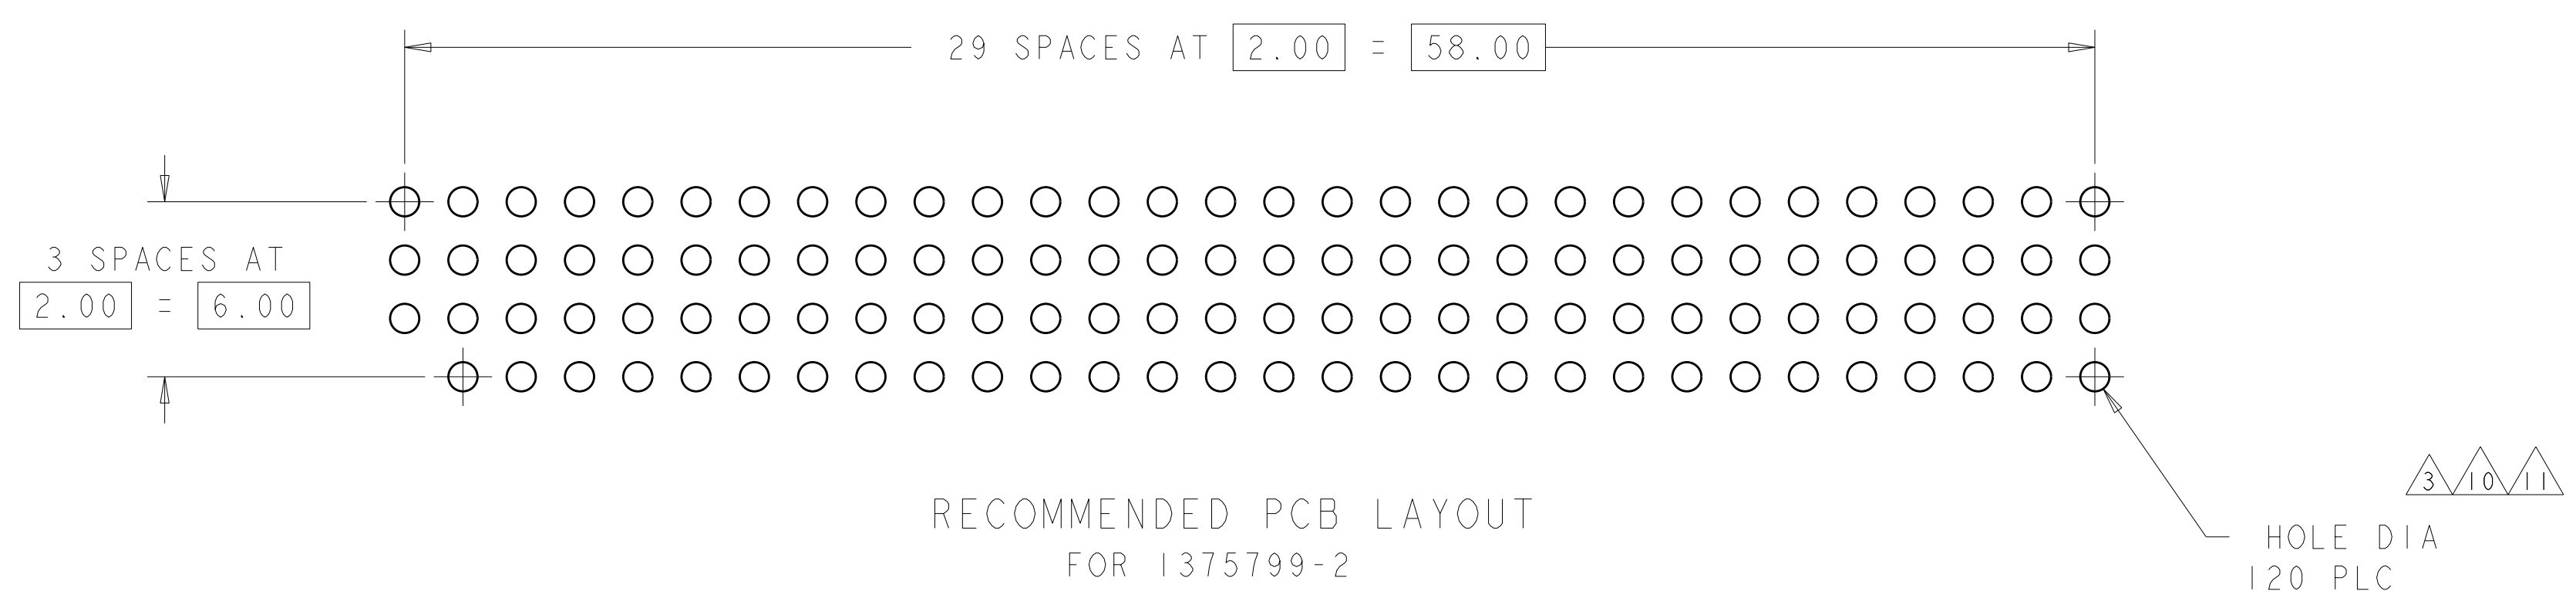 29 SPACES AT 2.00 = 58.00
3 SPACES AT
2.00 = 6.00
3 10 11
RECOMMENDED PCB LAYOUT
FOR 1375799-2
HOLE DIA
120 PLC